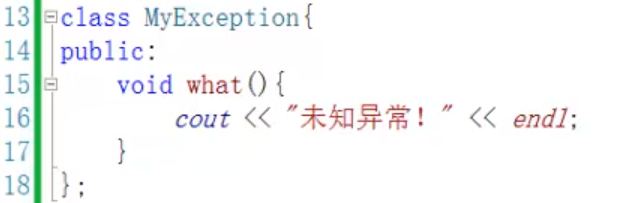 13 class MyException{
14 public:
15     void what(){
16         cout << "未知异常！" << endl;
17     }
18 };